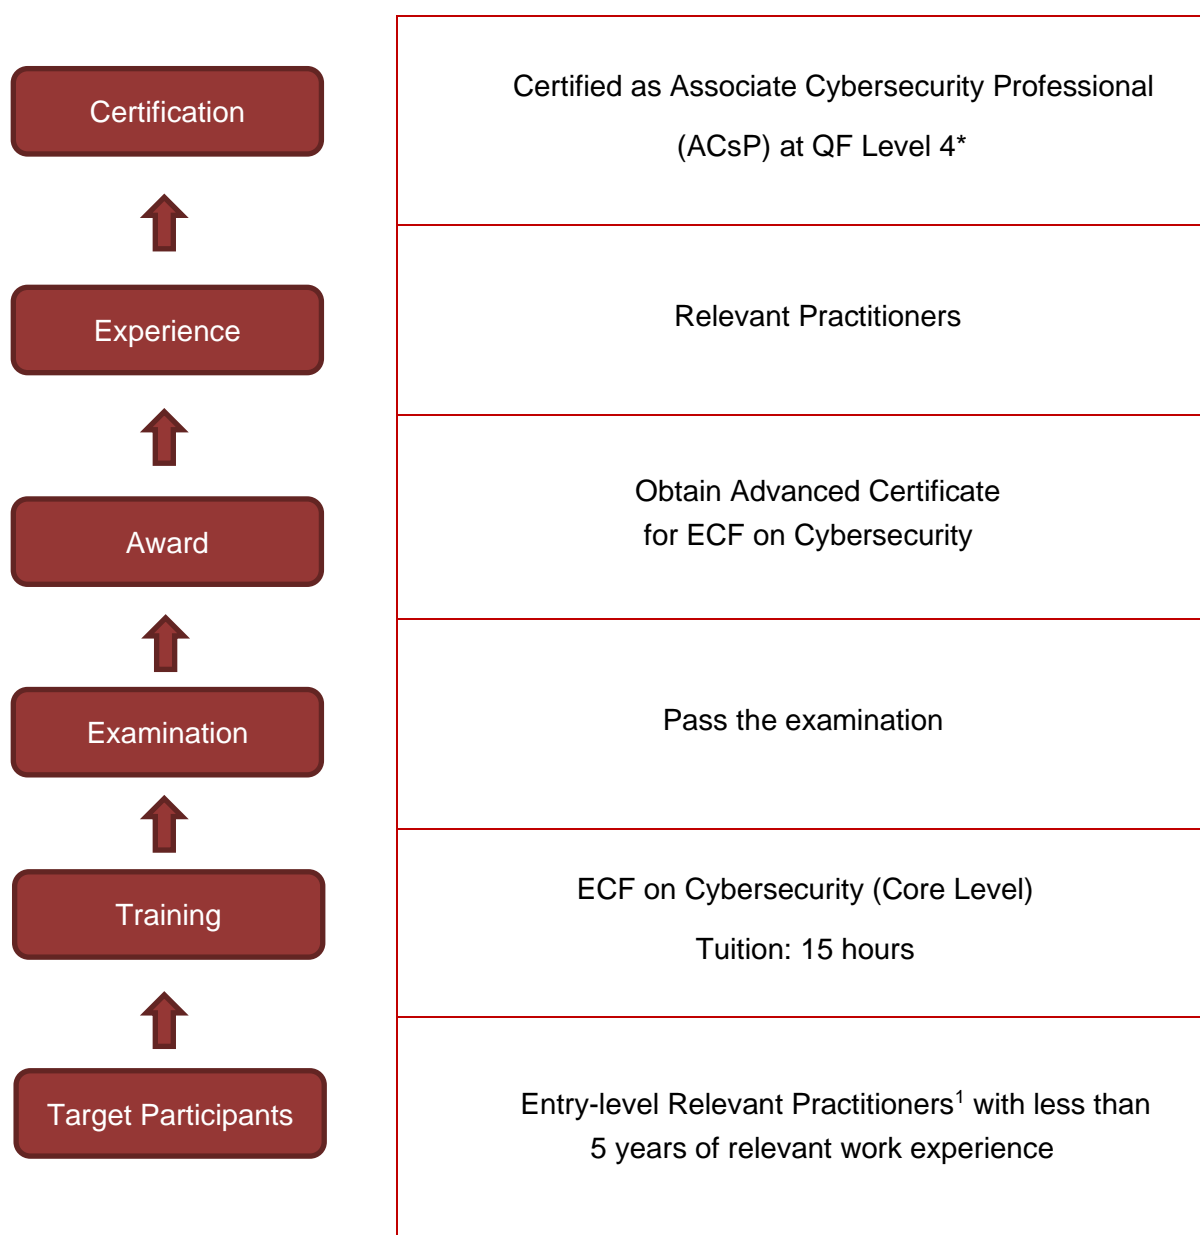 Certification
Certified as Associate Cybersecurity Professional
(ACsP) at QF Level 4*
Experience
Relevant Practitioners
Award
Obtain Advanced Certificate
for ECF on Cybersecurity
Examination
Pass the examination
Training
ECF on Cybersecurity (Core Level)
Tuition: 15 hours
Target Participants
Entry-level Relevant Practitioners¹ with less than
5 years of relevant work experience